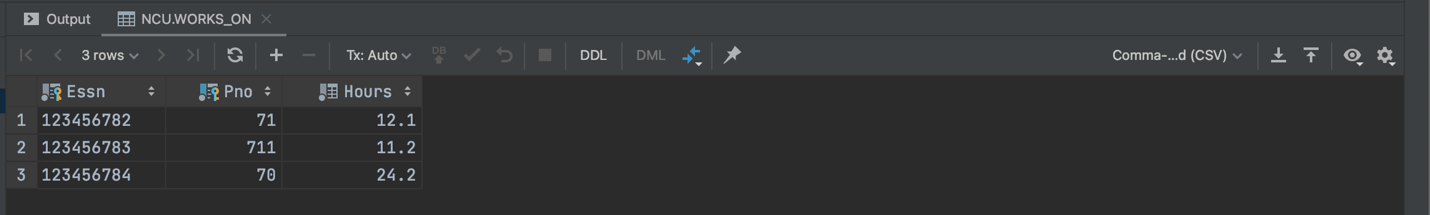 Output NCU.WORKS_ON
3 rows Tx: Auto DB DDL DML Comma-...d (CSV)
Essn Pno Hours
1 123456782 71 12.1
2 123456783 711 11.2
3 123456784 70 24.2